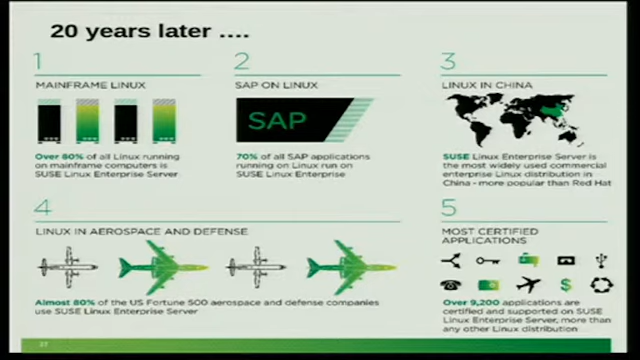 20 years later ....
1
MAINFRAME LINUX
Over 80% of all Linux running
on mainframe computers is
SUSE Linux Enterprise Server
2
SAP ON LINUX
SAP
70% of all SAP applications
running on Linux run on
SUSE Linux Enterprise
3
LINUX IN CHINA
SUSE Linux Enterprise Server is
the most widely used commercial
enterprise Linux distribution in
China - more popular than Red Hat
4
LINUX IN AEROSPACE AND DEFENSE
Almost 80% of the US Fortune 500 aerospace and defense companies
use SUSE Linux Enterprise Server
5
MOST CERTIFIED
APPLICATIONS
$
Over 9,200 applications are
certified and supported on SUSE
Linux Enterprise Server, more than
any other Linux distribution